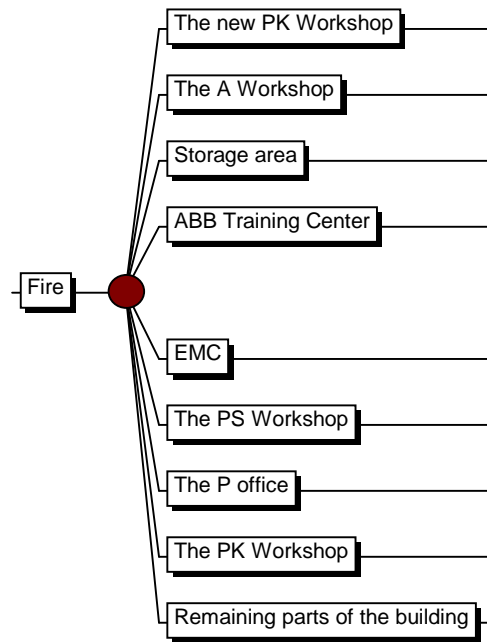 The new PK Workshop
The A Workshop
Storage area
ABB Training Center
Fire
EMC
The PS Workshop
The P office
The PK Workshop
Remaining parts of the building